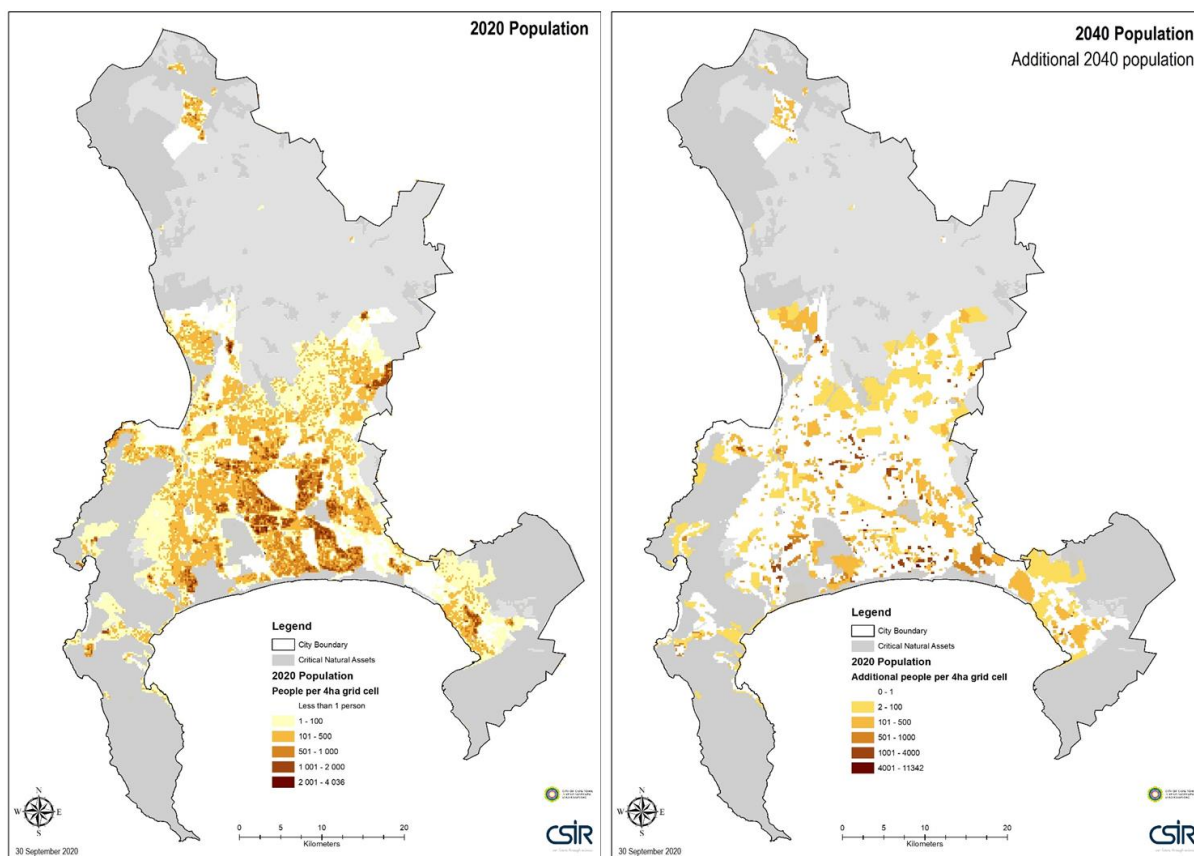 2020 Population
Legend
City Boundary
Critical Natural Assets
2020 Population
People per 4ha grid cell
Less than 1 person
1 - 100
101 - 500
501 - 1 000
1 001 - 2 000
2 001 - 4 036
N
W
E
S
0
5
10
20
Kilometers
CSIR
30 September 2020
2040 Population
Additional 2040 population
Legend
City Boundary
Critical Natural Assets
2020 Population
Additional people per 4ha grid cell
0 - 1
2 - 100
101 - 500
501 - 1000
1001 - 4000
4001 - 11342
N
W
E
S
0
5
10
20
Kilometers
CSIR
30 September 2020